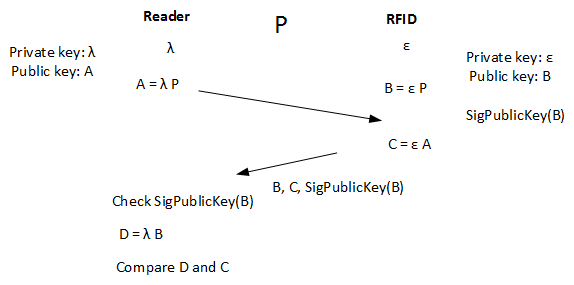 Reader
P
RFID
Private key: λ
Public key: A
λ
ε
Private key: ε
Public key: B
A = λ P
B = ε P
SigPublicKey(B)
C = ε A
B, C, SigPublicKey(B)
Check SigPublicKey(B)
D = λ B
Compare D and C